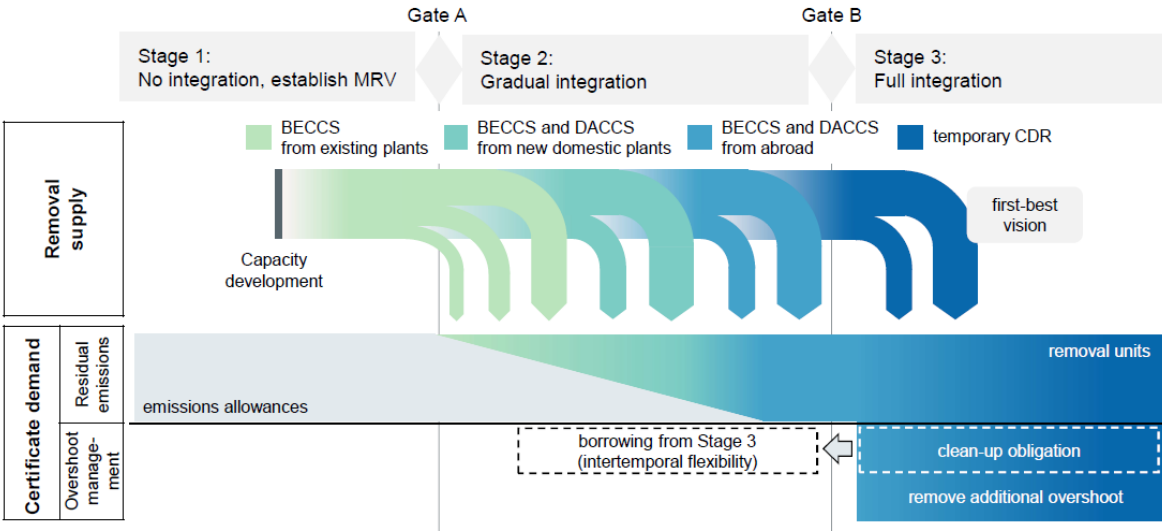 Gate A
Gate B
Stage 1:
No integration, establish MRV
Stage 2:
Gradual integration
Stage 3:
Full integration
Removal
supply
BECCS
from existing plants
BECCS and DACCS
from new domestic plants
BECCS and DACCS
from abroad
temporary CDR
first-best
vision
Capacity
development
Certificate demand
Residual
emissions
removal units
emissions allowances
Overshoot
manage-
ment
borrowing from Stage 3
(intertemporal flexibility)
clean-up obligation
remove additional overshoot